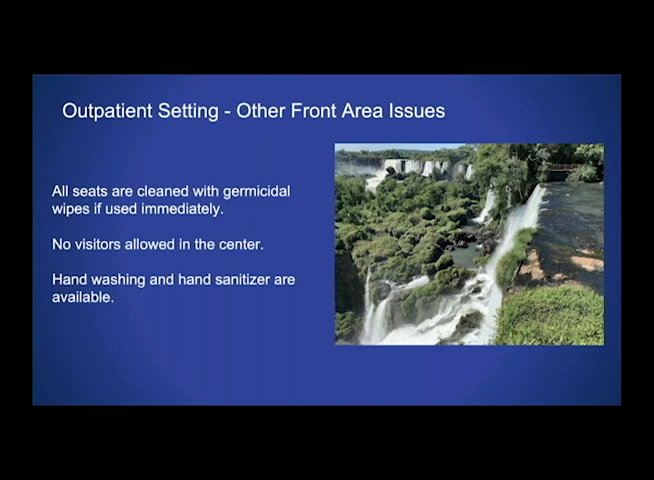 Outpatient Setting - Other Front Area Issues
All seats are cleaned with germicidal
wipes if used immediately.
No visitors allowed in the center.
Hand washing and hand sanitizer are
available.